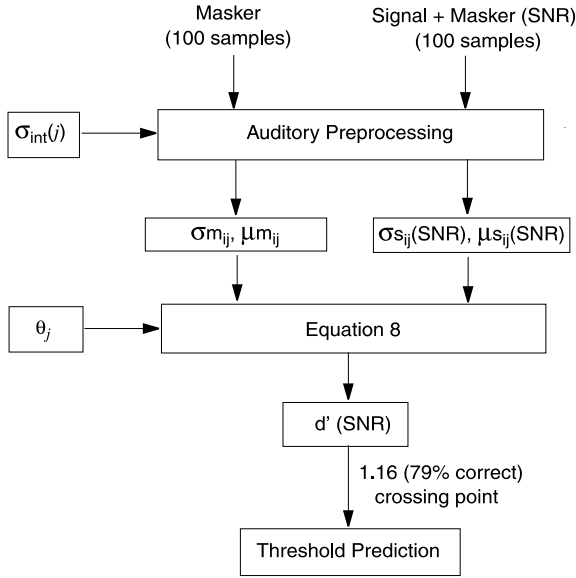 Masker
(100 samples)
Signal + Masker (SNR)
(100 samples)
σint(j)
Auditory Preprocessing
σmij, μmij
σsij(SNR), μsij(SNR)
θj
Equation 8
d' (SNR)
1.16 (79% correct)
crossing point
Threshold Prediction